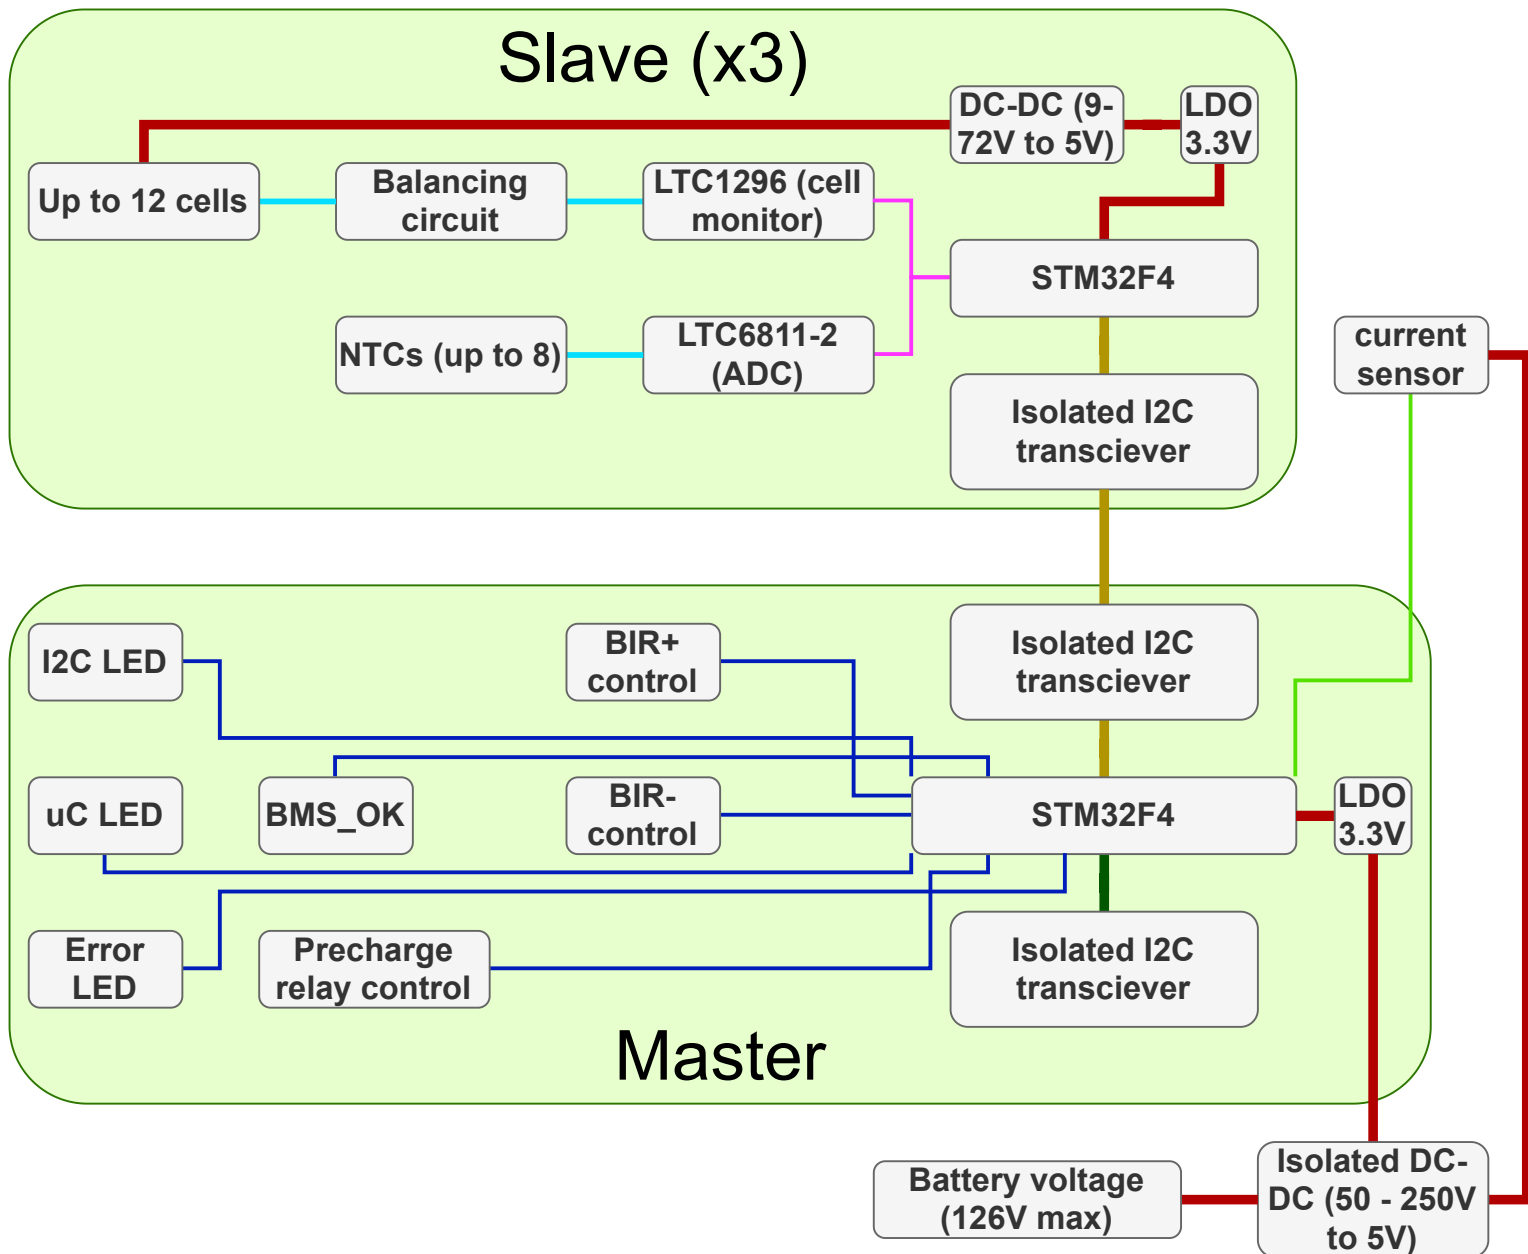 Slave (x3)
DC-DC (9-
72V to 5V)
LDO
3.3V
Up to 12 cells
Balancing
circuit
LTC1296 (cell
monitor)
STM32F4
NTCs (up to 8)
LTC6811-2
(ADC)
current
sensor
Isolated I2C
transciever
I2C LED
BIR+
control
Isolated I2C
transciever
uC LED
BMS_OK
BIR-
control
STM32F4
LDO
3.3V
Error
LED
Precharge
relay control
Isolated I2C
transciever
Master
Battery voltage
(126V max)
Isolated DC-
DC (50 - 250V
to 5V)